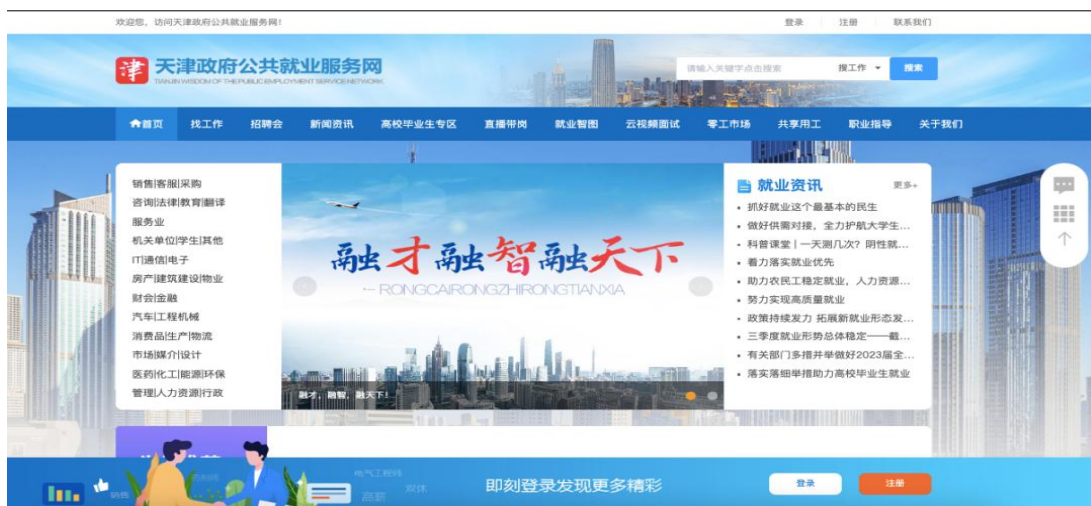 欢迎您，访问天津政府公共就业服务网！
登录 注册 联系我们
津 天津政府公共就业服务网
TIANJIN WISDOM OF THE PUBLIC EMPLOYMENT SERVICE NETWORK
请输入关键字点击搜索 搜工作 搜索
首页 找工作 招聘会 新闻资讯 高校毕业生专区 直播带岗 就业智图 云视频面试 零工市场 共享用工 职业指导 关于我们
销售|客服|采购
咨询|法律|教育|翻译
服务业
机关单位|学生|其他
IT|通信|电子
房产|建筑建设|物业
财会|金融
汽车|工程机械
消费品|生产|物流
市场|媒介|设计
医药|化工|能源|环保
管理|人力资源|行政
融才融智融天下
RONGCAIRONGZHIRONGTIANXIA
融才，融智，融天下！
就业资讯 更多+
抓好就业这个最基本的民生
做好供需对接，全力护航大学生...
科普课堂 | 一天测几次？阴性就...
着力落实就业优先
助力农民工稳定就业，人力资源...
努力实现高质量就业
政策持续发力 拓展新就业形态发...
三季度就业形势总体稳定——截...
有关部门多措并举做好2023届全...
落实落细举措助力高校毕业生就业
电气工程师
销售
高薪
双休
即刻登录发现更多精彩
登录 注册